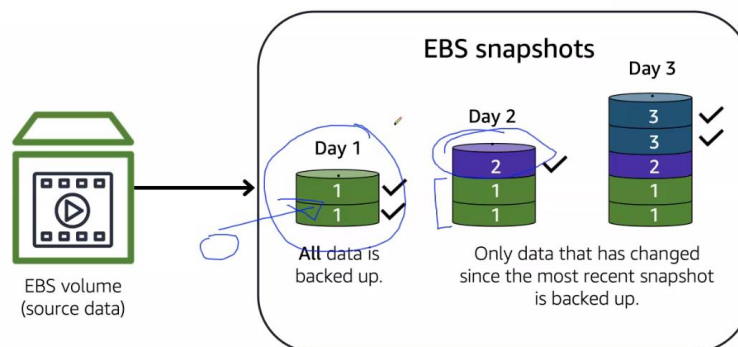 EBS snapshots
Day 1
Day 2
Day 3
1
1
2
1
1
3
3
2
1
1
All data is
backed up.
Only data that has changed
since the most recent snapshot
is backed up.
EBS volume
(source data)